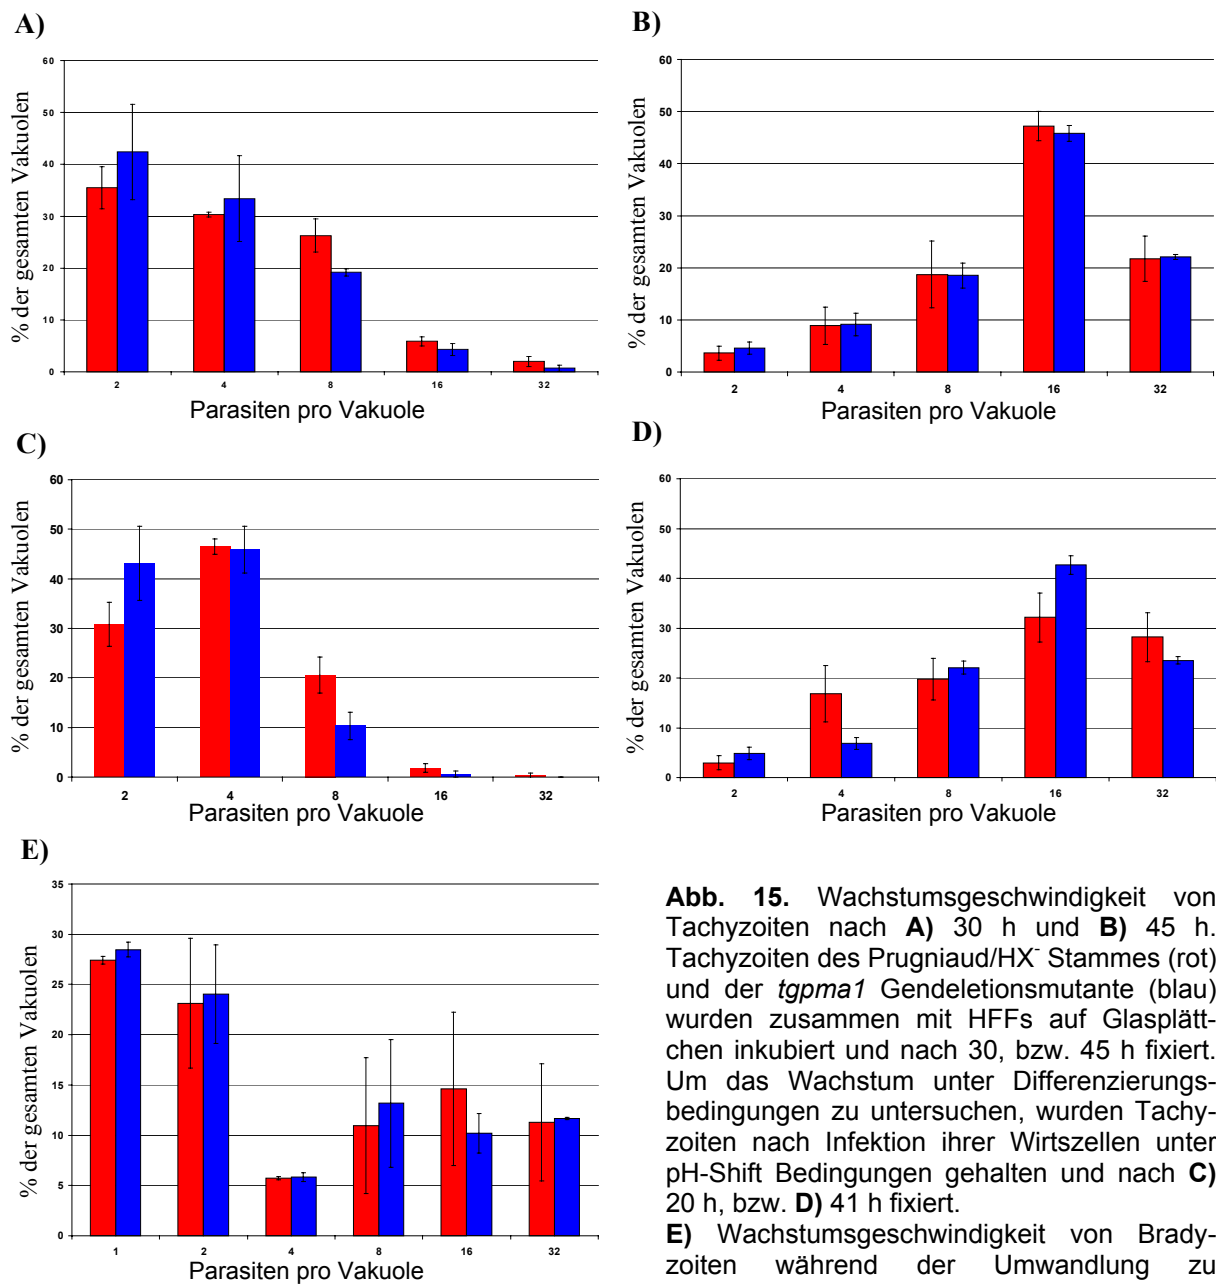 A)
% der gesamten Vakuolen
60
50
40
30
20
10
0
2 4 8 16 32
Parasiten pro Vakuole
B)
% der gesamten Vakuolen
60
50
40
30
20
10
0
2 4 8 16 32
Parasiten pro Vakuole
C)
% der gesamten Vakuolen
60
50
40
30
20
10
0
2 4 8 16 32
Parasiten pro Vakuole
D)
% der gesamten Vakuolen
60
50
40
30
20
10
0
2 4 8 16 32
Parasiten pro Vakuole
E)
% der gesamten Vakuolen
35
30
25
20
15
10
5
0
1 2 4 8 16 32
Parasiten pro Vakuole
Abb. 15. Wachstumsgeschwindigkeit von
Tachyzoiten nach A) 30 h und B) 45 h.
Tachyzoiten des Prugniaud/HX⁻ Stammes (rot)
und der tgpma1 Gendeletionsmutante (blau)
wurden zusammen mit HFFs auf Glasplätt-
chen inkubiert und nach 30, bzw. 45 h fixiert.
Um das Wachstum unter Differenzierungs-
bedingungen zu untersuchen, wurden Tachy-
zoiten nach Infektion ihrer Wirtszellen unter
pH-Shift Bedingungen gehalten und nach C)
20 h, bzw. D) 41 h fixiert.
E) Wachstumsgeschwindigkeit von Brady-
zoiten während der Umwandlung zu